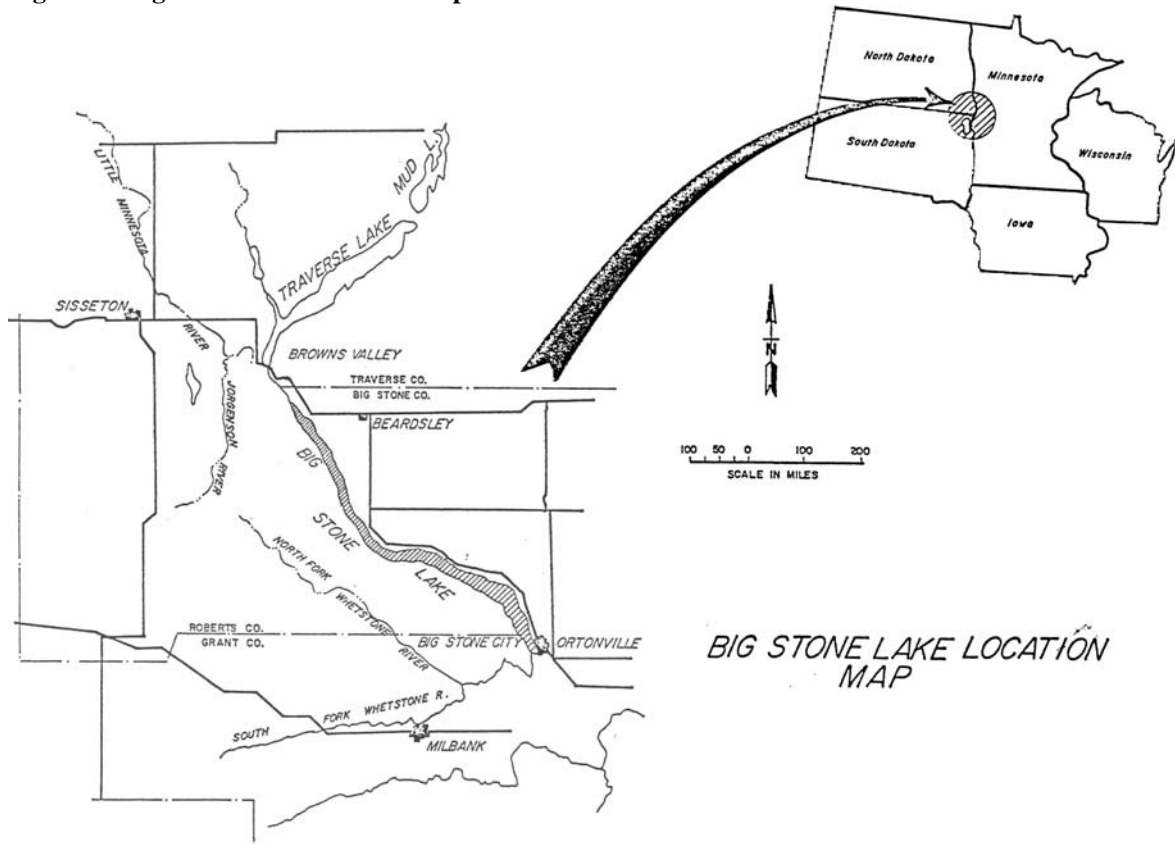 North Dakota
Minnesota
South Dakota
Wisconsin
Iowa
MUD L.
LITTLE MINNESOTA
RIVER
TRAVERSE LAKE
SISSETON
BROWNS VALLEY
N
TRAVERSE CO.
BIG STONE CO.
JORGENSON
RIVER
BEARDSLEY
BIG
STONE
LAKE
100 50 0 100 200
SCALE IN MILES
NORTH FORK
WHETSTONE
RIVER
ROBERTS CO.
GRANT CO.
BIG STONE CITY
ORTONVILLE
BIG STONE LAKE LOCATION
MAP
SOUTH FORK WHETSTONE R.
MILBANK